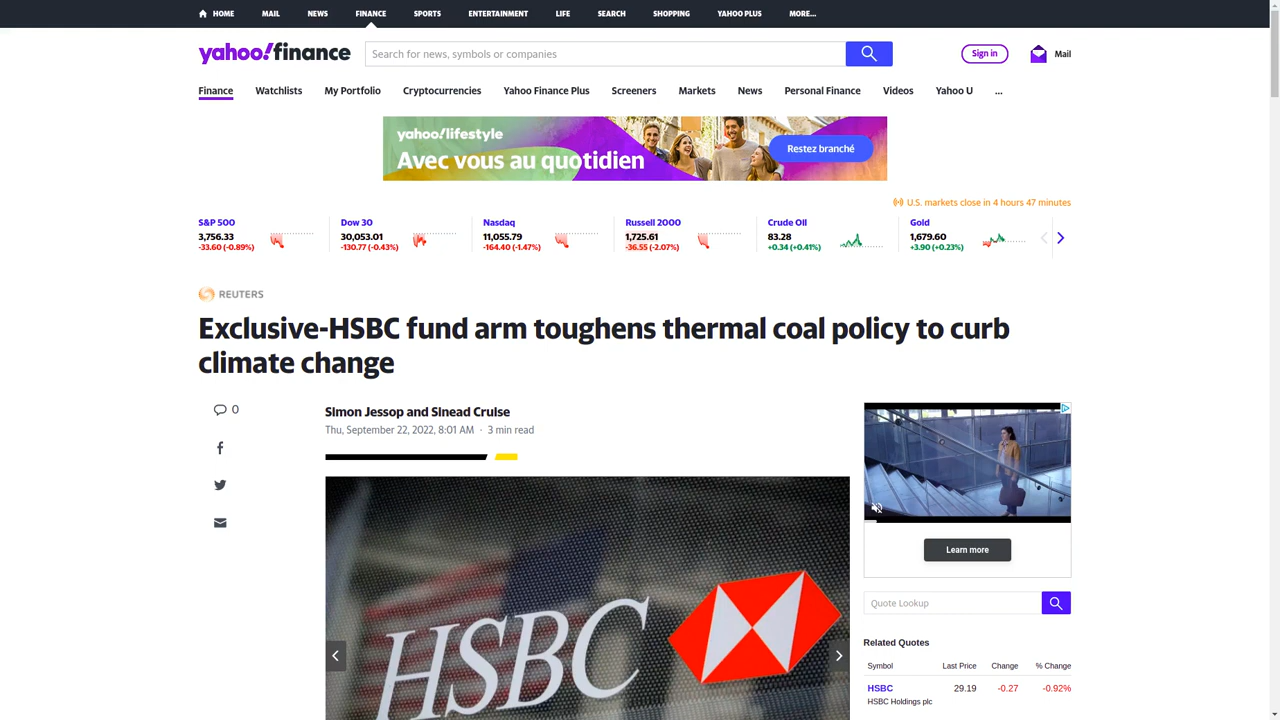 HOME MAIL NEWS FINANCE SPORTS ENTERTAINMENT LIFE SEARCH SHOPPING YAHOO PLUS MORE...
yahoo!finance
Search for news, symbols or companies
Sign in
Mail
Finance Watchlists My Portfolio Cryptocurrencies Yahoo Finance Plus Screeners Markets News Personal Finance Videos Yahoo U ...
yahoo!lifestyle
Avec vous au quotidien
Restez branché
U.S. markets close in 4 hours 47 minutes
S&P 500
3,756.33
-33.60 (-0.89%)
Dow 30
30,053.01
-130.77 (-0.43%)
Nasdaq
11,055.79
-164.40 (-1.47%)
Russell 2000
1,725.61
-36.55 (-2.07%)
Crude Oil
83.28
+0.34 (+0.41%)
Gold
1,679.60
+3.90 (+0.23%)
REUTERS
Exclusive-HSBC fund arm toughens thermal coal policy to curb
climate change
0
Simon Jessop and Sinead Cruise
Thu, September 22, 2022, 8:01 AM · 3 min read
HSBC
Learn more
Quote Lookup
Related Quotes
Symbol Last Price Change % Change
HSBC 29.19 -0.27 -0.92%
HSBC Holdings plc